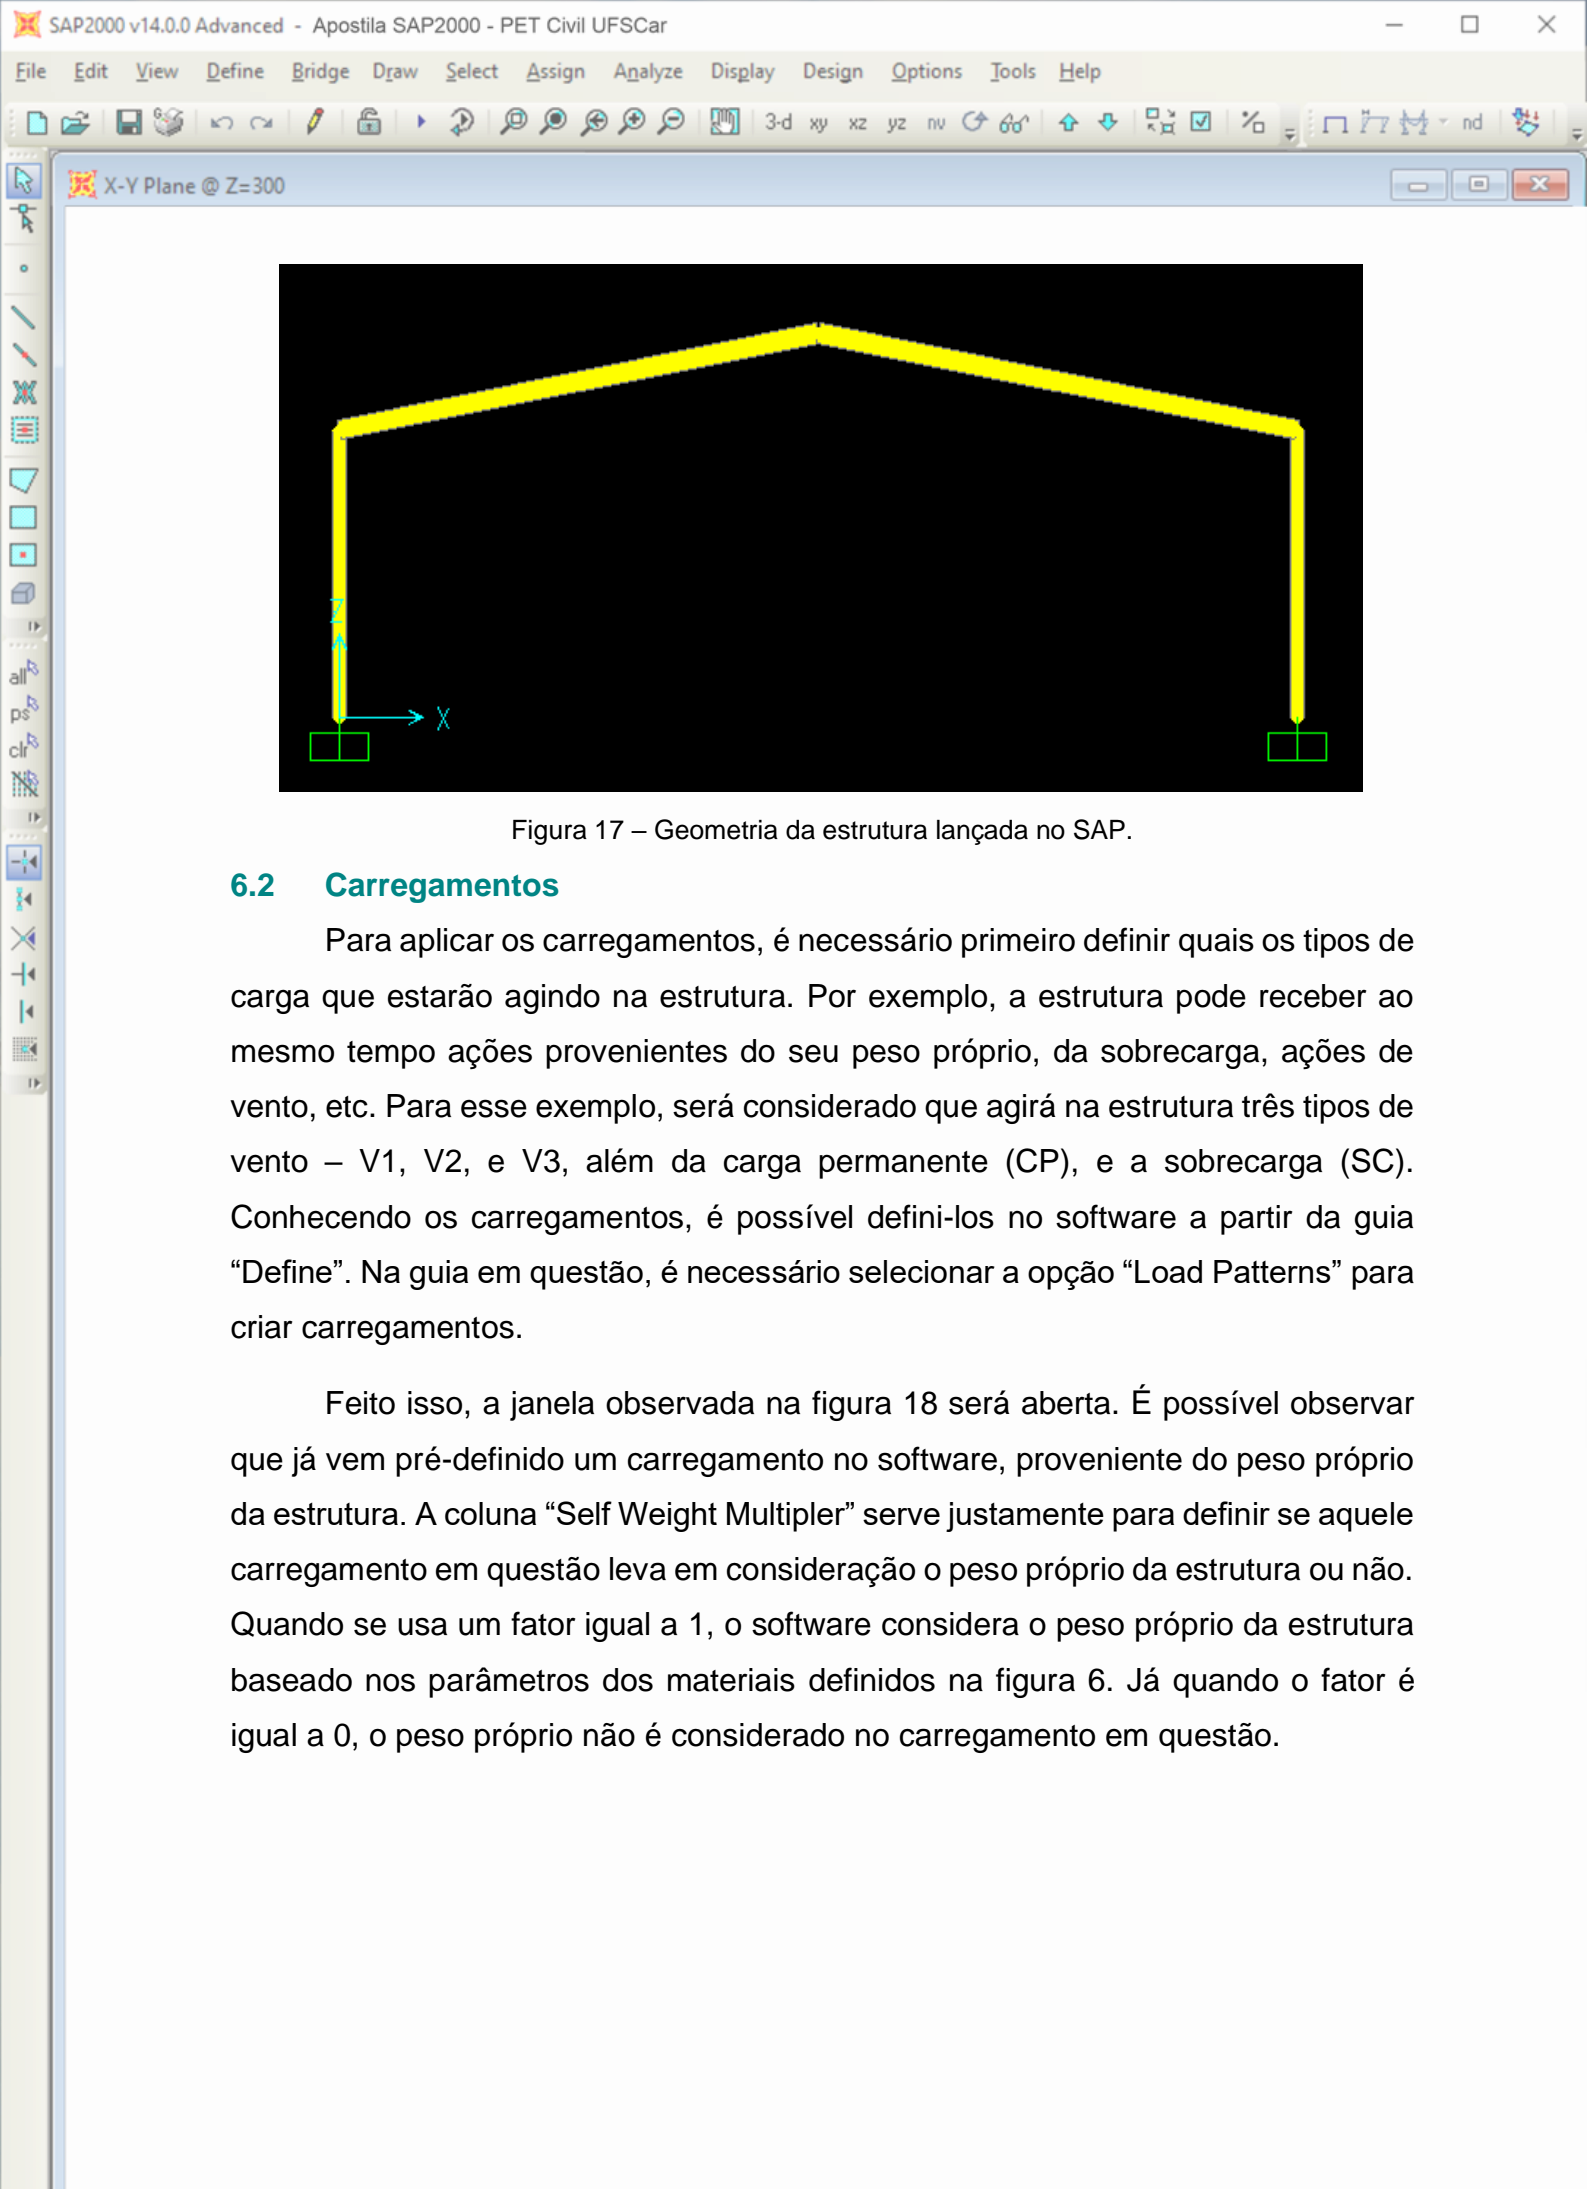 SAP2000 v14.0.0 Advanced - Apostila SAP2000 - PET Civil UFSCar
File Edit View Define Bridge Draw Select Assign Analyze Display Design Options Tools Help
3-d xy xz yz nv nd
X-Y Plane @ Z=300
all
ps
clr
Z
X
Figura 17 – Geometria da estrutura lançada no SAP.
6.2 Carregamentos
Para aplicar os carregamentos, é necessário primeiro definir quais os tipos de
carga que estarão agindo na estrutura. Por exemplo, a estrutura pode receber ao
mesmo tempo ações provenientes do seu peso próprio, da sobrecarga, ações de
vento, etc. Para esse exemplo, será considerado que agirá na estrutura três tipos de
vento – V1, V2, e V3, além da carga permanente (CP), e a sobrecarga (SC).
Conhecendo os carregamentos, é possível defini-los no software a partir da guia
“Define”. Na guia em questão, é necessário selecionar a opção “Load Patterns” para
criar carregamentos.
Feito isso, a janela observada na figura 18 será aberta. É possível observar
que já vem pré-definido um carregamento no software, proveniente do peso próprio
da estrutura. A coluna “Self Weight Multipler” serve justamente para definir se aquele
carregamento em questão leva em consideração o peso próprio da estrutura ou não.
Quando se usa um fator igual a 1, o software considera o peso próprio da estrutura
baseado nos parâmetros dos materiais definidos na figura 6. Já quando o fator é
igual a 0, o peso próprio não é considerado no carregamento em questão.